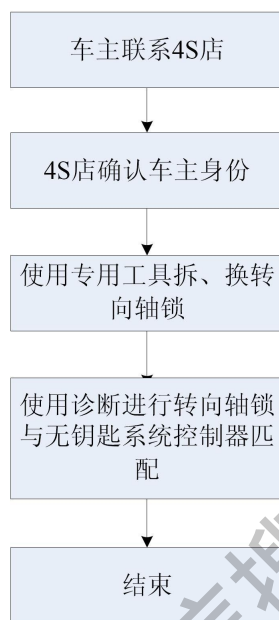 车主联系4S店
4S店确认车主身份
使用专用工具拆、换转
向轴锁
使用诊断进行转向轴锁
与无钥匙系统控制器匹
配
结束